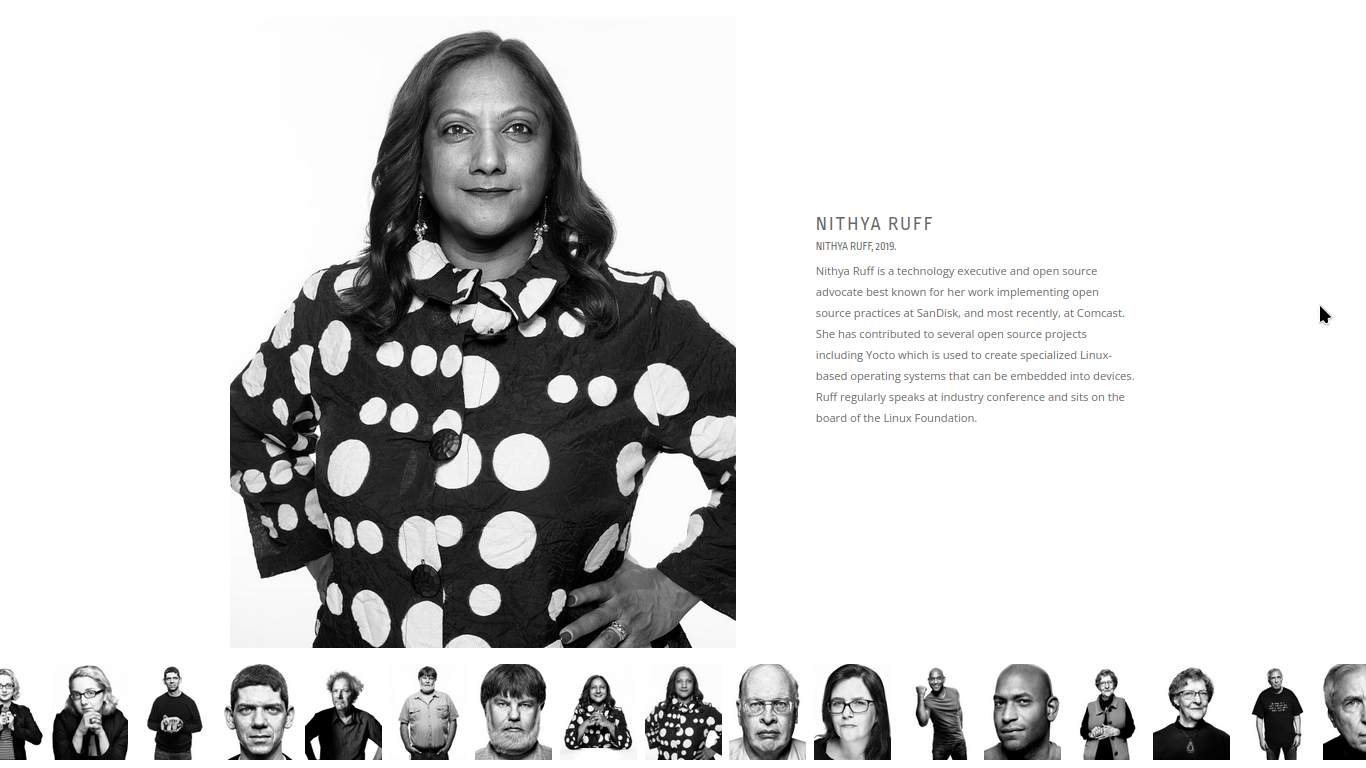 NITHYA RUFF
NITHYA RUFF, 2019.
Nithya Ruff is a technology executive and open source
advocate best known for her work implementing open
source practices at SanDisk, and most recently, at Comcast.
She has contributed to several open source projects
including Yocto which is used to create specialized Linux-
based operating systems that can be embedded into devices.
Ruff regularly speaks at industry conference and sits on the
board of the Linux Foundation.